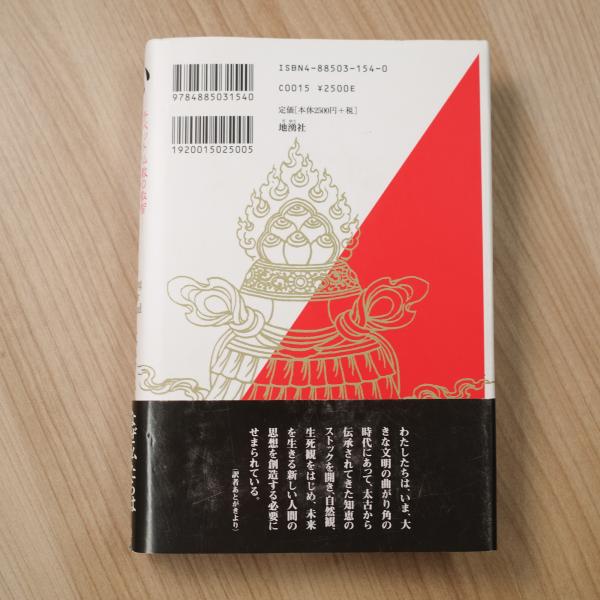 ISBN4-88503-154-0
C0015 ¥2500E
定価[本体2500円+税]
ぢゆう
地湧社
9784885031540
1920015025005
わたしたちは、いま、大
きな文明の曲がり角の
時代にあって、太古から
伝承されてきた知恵の
ストックを開き、自然観、
生死観をはじめ、未来
を生きる新しい人間の
思想を創造する必要に
せまられている。
(訳者あとがきより)